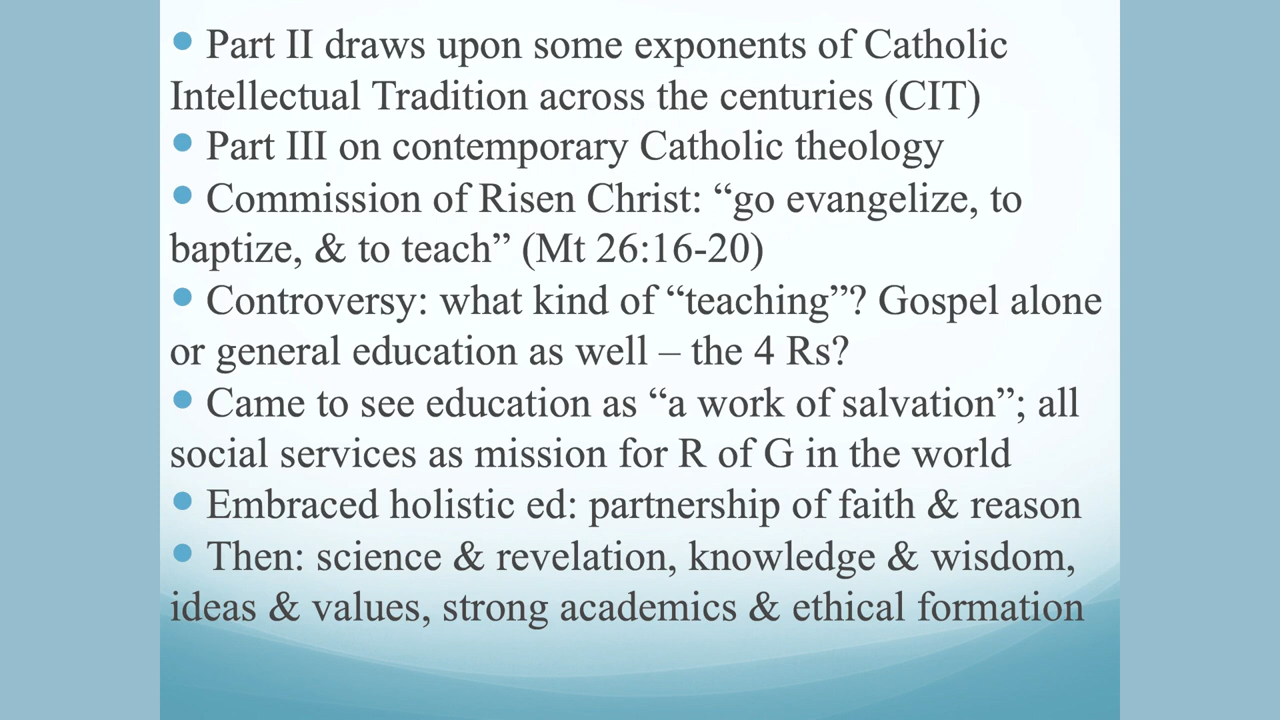 • Part II draws upon some exponents of Catholic
Intellectual Tradition across the centuries (CIT)
• Part III on contemporary Catholic theology
• Commission of Risen Christ: “go evangelize, to
baptize, & to teach” (Mt 26:16-20)
• Controversy: what kind of “teaching”? Gospel alone
or general education as well – the 4 Rs?
• Came to see education as “a work of salvation”; all
social services as mission for R of G in the world
• Embraced holistic ed: partnership of faith & reason
• Then: science & revelation, knowledge & wisdom,
ideas & values, strong academics & ethical formation